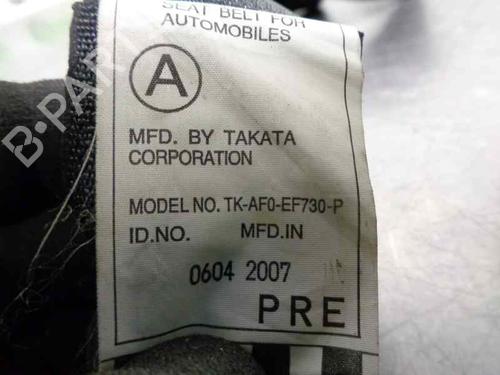 SEAT BELT FOR
AUTOMOBILES
A
MFD. BY TAKATA
CORPORATION
MODEL NO. TK-AF0-EF730-P
ID.NO. MFD.IN
0604 2007
PRE
B-PARTS